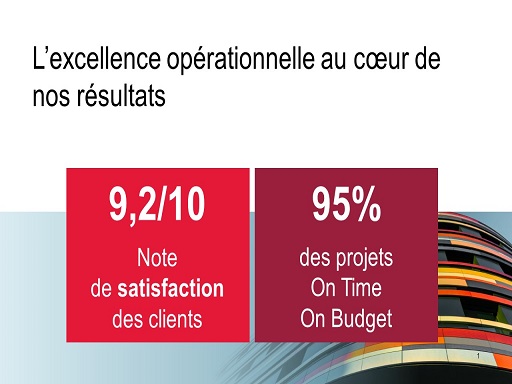 L’excellence opérationnelle au cœur de
nos résultats
9,2/10
Note
de satisfaction
des clients
95%
des projets
On Time
On Budget
1